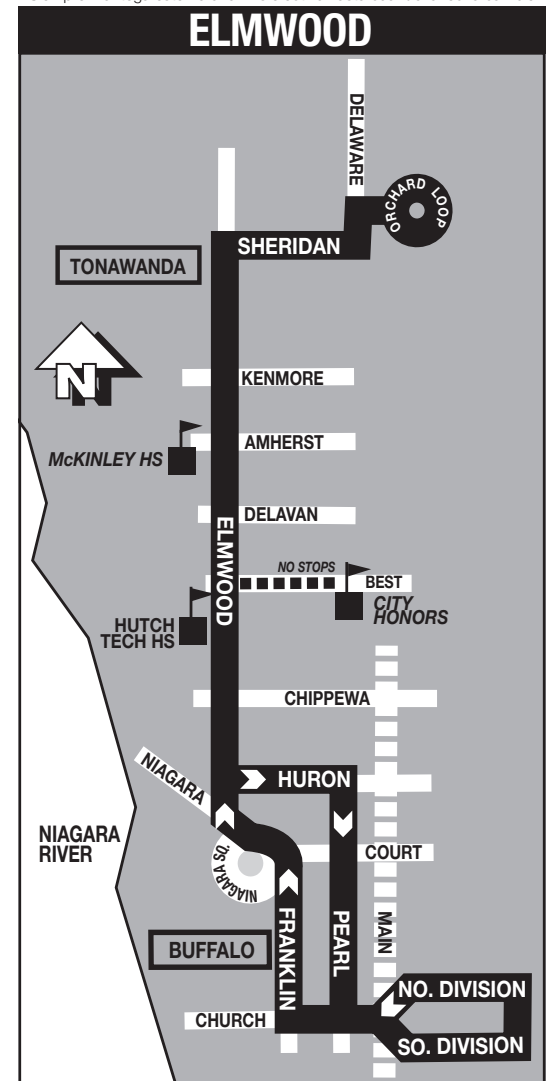 ELMWOOD
DELAWARE
ORCHARD LOOP
SHERIDAN
TONAWANDA
N
KENMORE
AMHERST
McKINLEY HS
DELAVAN
ELMWOOD
NO STOPS
BEST
CITY
HONORS
HUTCH
TECH HS
CHIPPEWA
NIAGARA
HURON
NIAGARA
RIVER
NIAGARA SQ.
COURT
FRANKLIN
PEARL
MAIN
BUFFALO
NO. DIVISION
CHURCH
SO. DIVISION